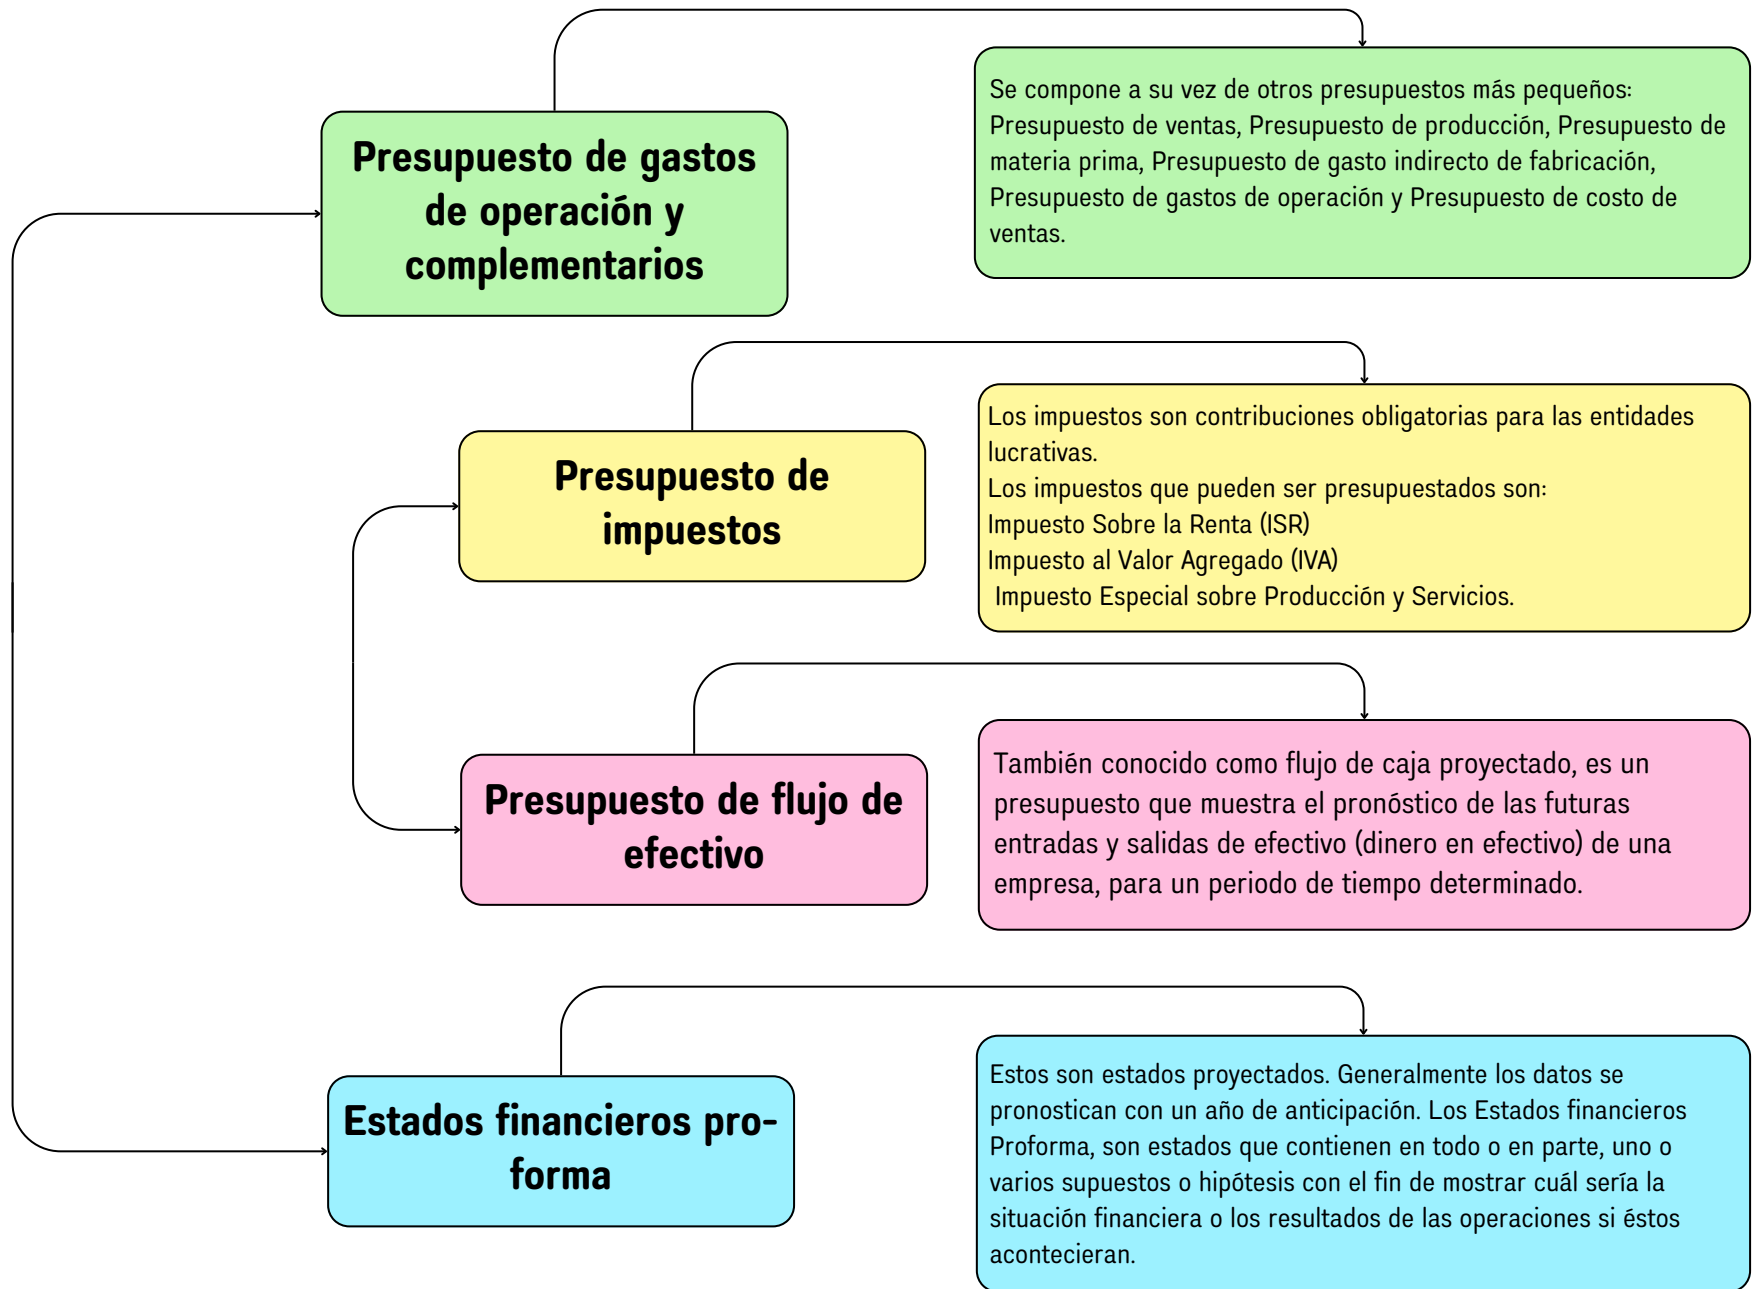 Presupuesto de gastos
de operación y
complementarios
Se compone a su vez de otros presupuestos más pequeños:
Presupuesto de ventas, Presupuesto de producción, Presupuesto de
materia prima, Presupuesto de gasto indirecto de fabricación,
Presupuesto de gastos de operación y Presupuesto de costo de
ventas.
Presupuesto de
impuestos
Los impuestos son contribuciones obligatorias para las entidades
lucrativas.
Los impuestos que pueden ser presupuestados son:
Impuesto Sobre la Renta (ISR)
Impuesto al Valor Agregado (IVA)
Impuesto Especial sobre Producción y Servicios.
Presupuesto de flujo de
efectivo
También conocido como flujo de caja proyectado, es un
presupuesto que muestra el pronóstico de las futuras
entradas y salidas de efectivo (dinero en efectivo) de una
empresa, para un periodo de tiempo determinado.
Estados financieros pro-
forma
Estos son estados proyectados. Generalmente los datos se
pronostican con un año de anticipación. Los Estados financieros
Proforma, son estados que contienen en todo o en parte, uno o
varios supuestos o hipótesis con el fin de mostrar cuál sería la
situación financiera o los resultados de las operaciones si éstos
acontecieran.